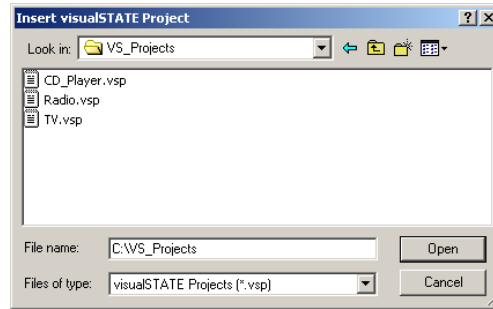 Insert visualSTATE Project
Look in: VS_Projects
CD_Player.vsp
Radio.vsp
TV.vsp
File name: C:\VS_Projects Open
Files of type: visualSTATE Projects (*.vsp) Cancel